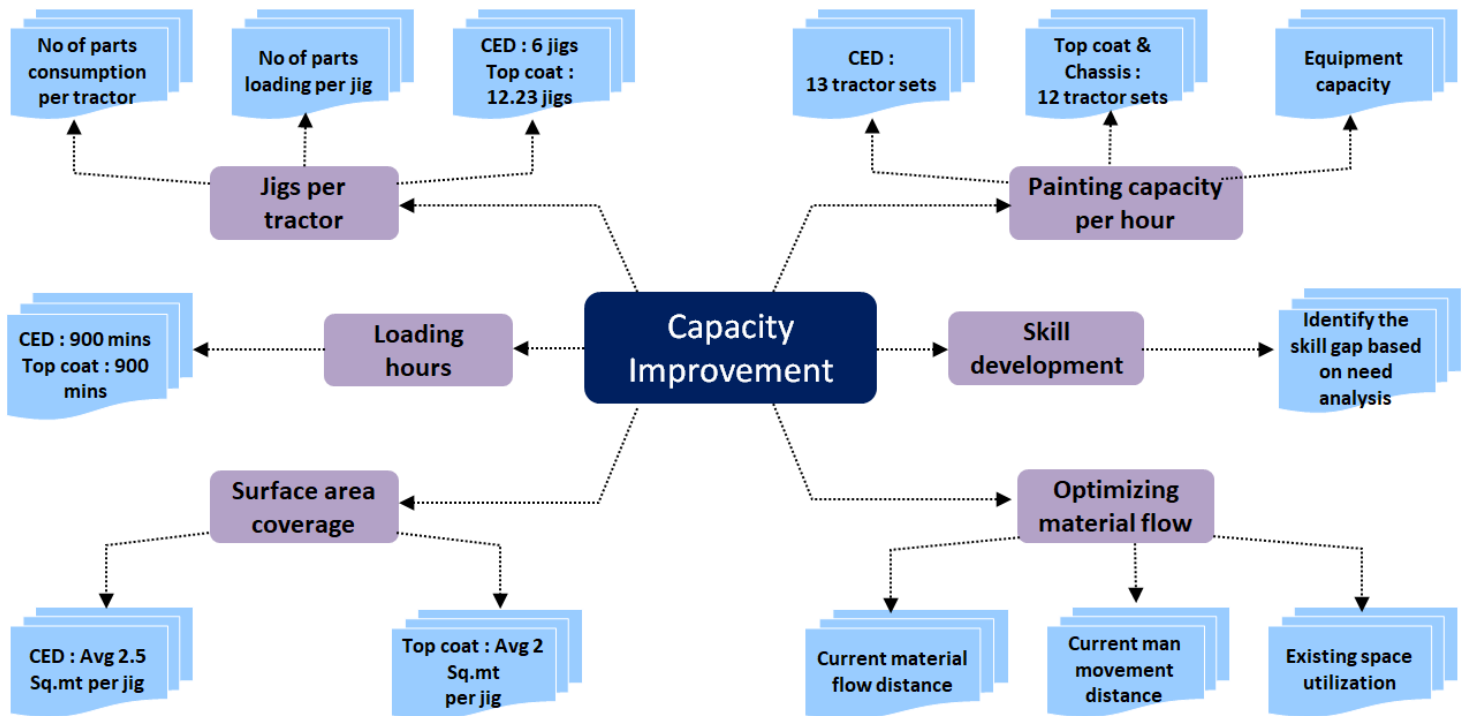 No of parts
consumption
per tractor
No of parts
loading per jig
CED : 6 jigs
Top coat :
12.23 jigs
CED :
13 tractor sets
Top coat &
Chassis :
12 tractor sets
Equipment
capacity
Jigs per
tractor
Painting capacity
per hour
CED : 900 mins
Top coat : 900
mins
Loading
hours
Capacity
Improvement
Skill
development
Identify the
skill gap based
on need
analysis
Surface area
coverage
Optimizing
material flow
CED : Avg 2.5
Sq.mt per jig
Top coat : Avg 2
Sq.mt
per jig
Current material
flow distance
Current man
movement
distance
Existing space
utilization